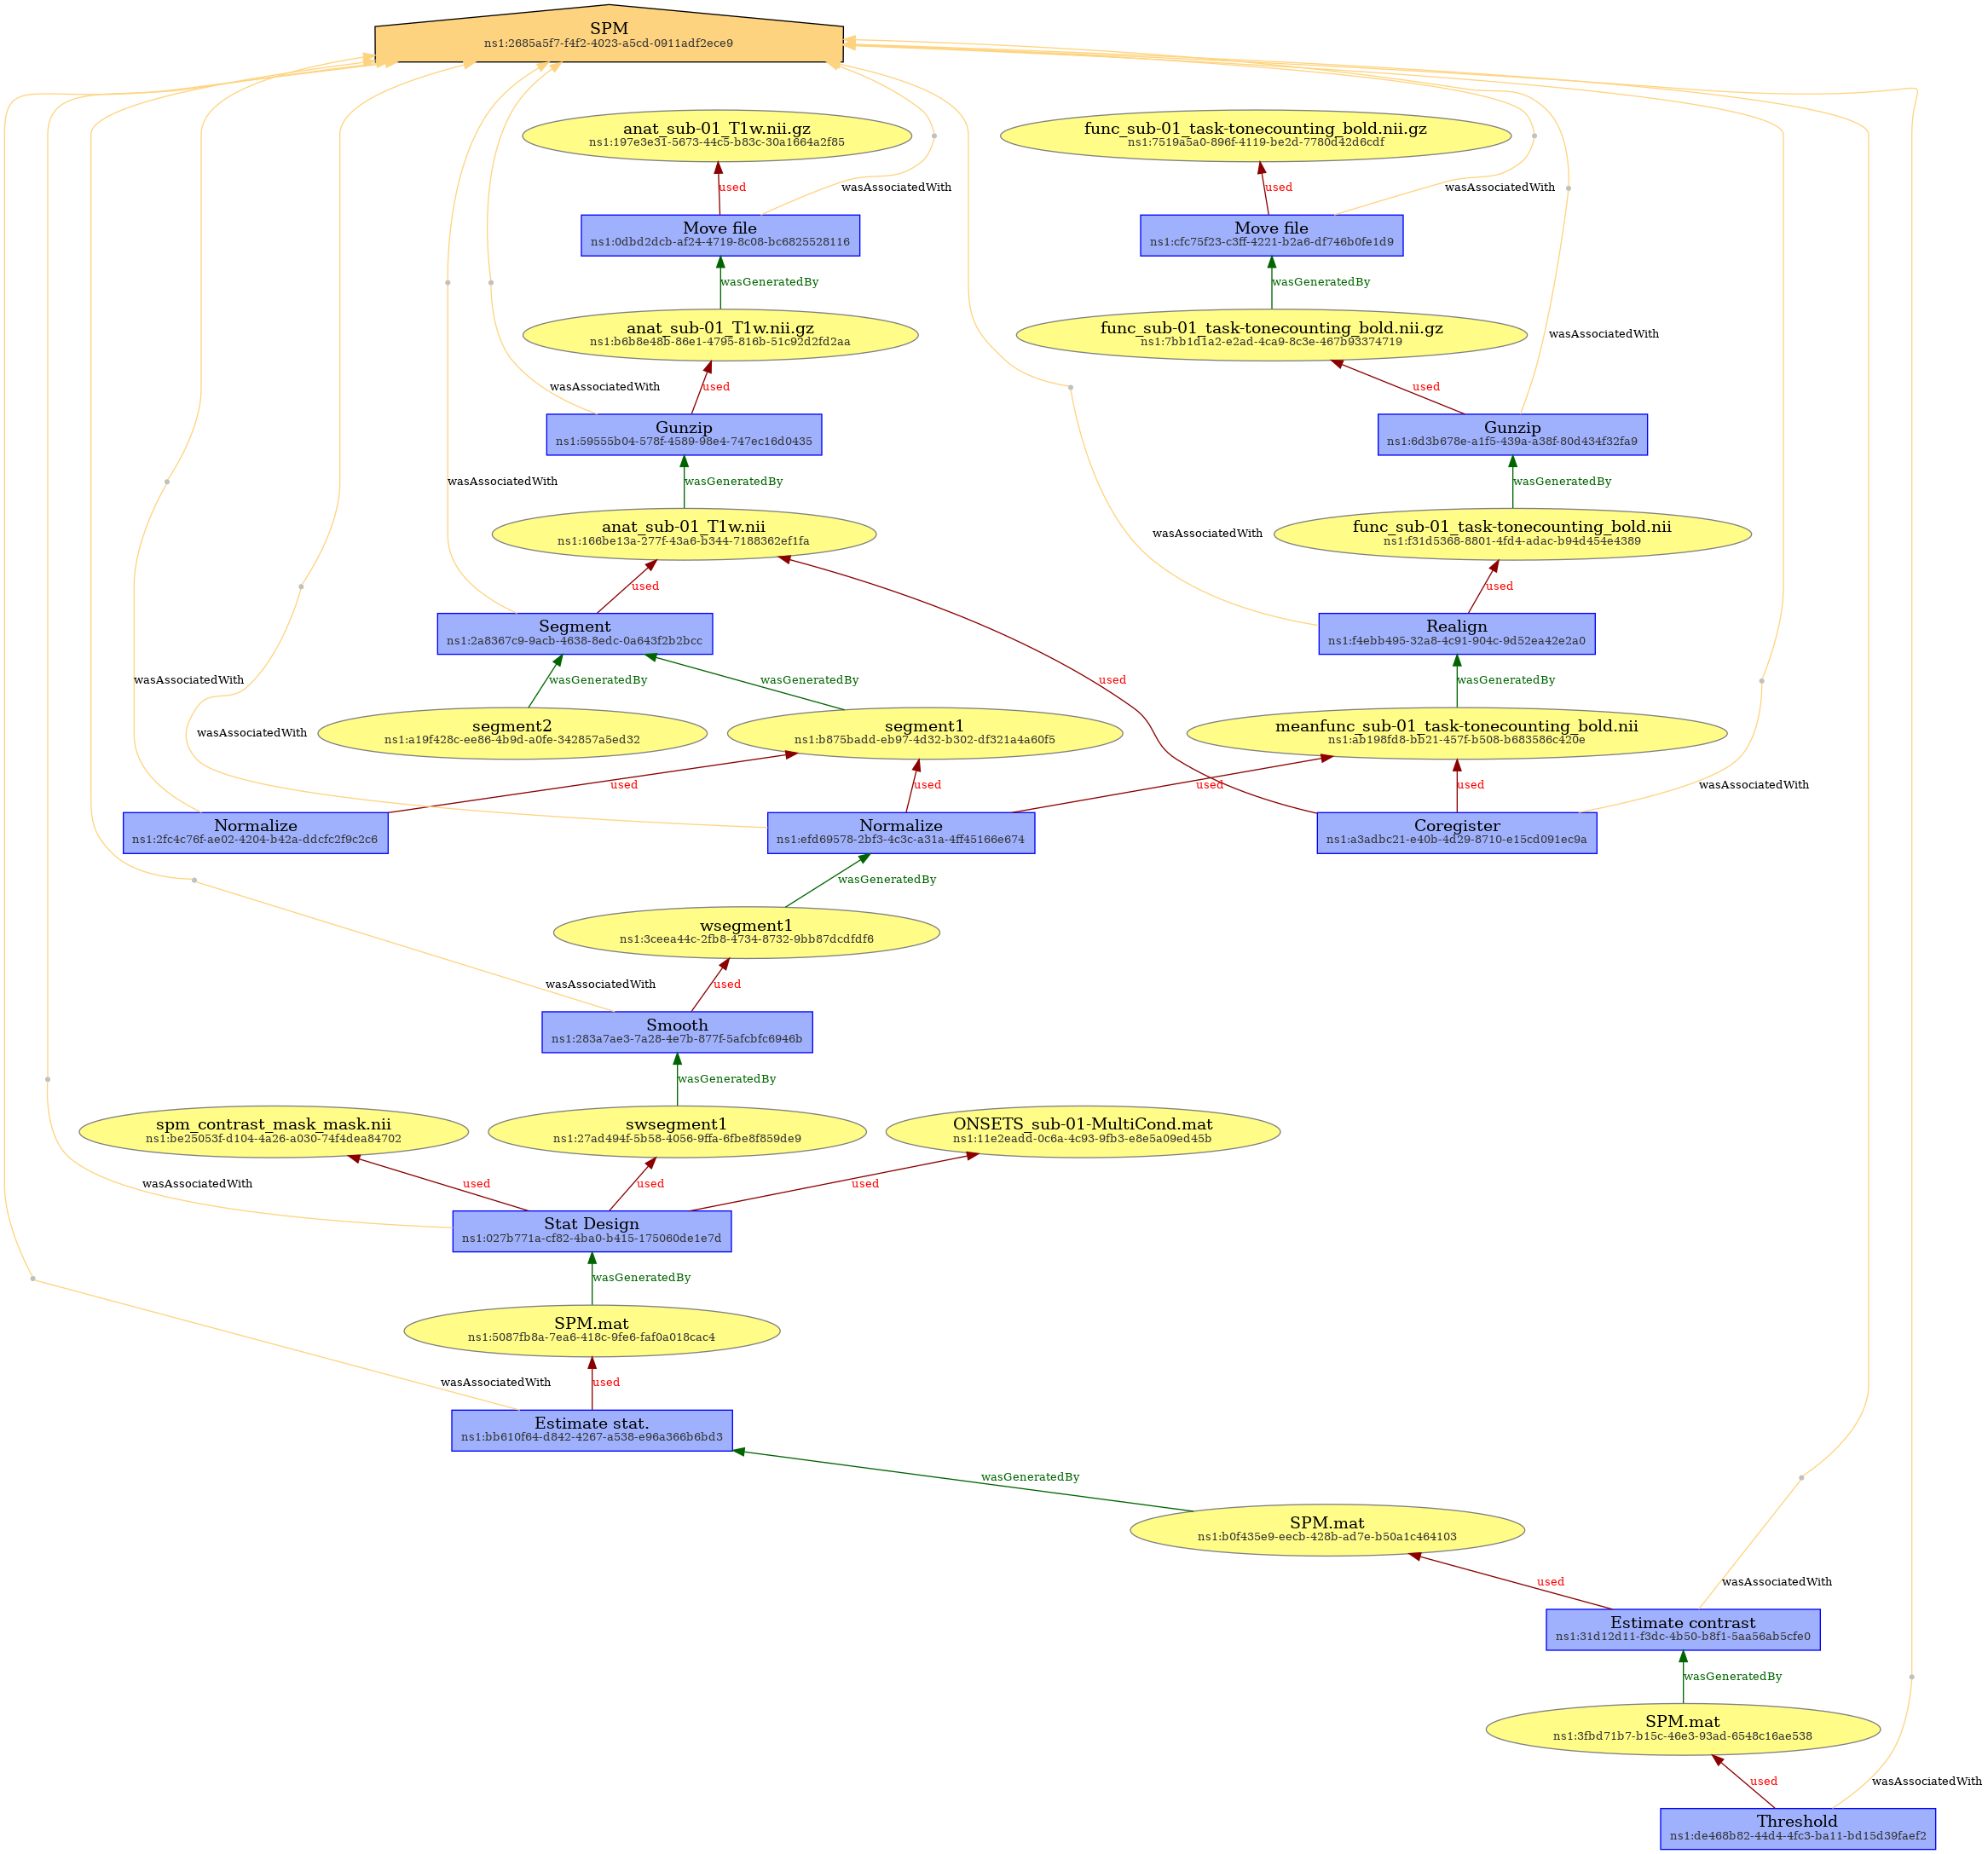 SPM
ns1:2685a5f7-f4f2-4023-a5cd-0911adf2ece9
anat_sub-01_T1w.nii.gz
ns1:197e3e31-5673-44c5-b83c-30a1664a2f85
func_sub-01_task-tonecounting_bold.nii.gz
ns1:7519a5a0-896f-4119-be2d-7780d42d6cdf
used
wasAssociatedWith
used
wasAssociatedWith
Move file
ns1:0dbd2dcb-af24-4719-8c08-bc6825528116
Move file
ns1:cfc75f23-c3ff-4221-b2a6-df746b0fe1d9
wasGeneratedBy
wasGeneratedBy
anat_sub-01_T1w.nii.gz
ns1:b6b8e48b-86e1-4795-816b-51c92d2fd2aa
func_sub-01_task-tonecounting_bold.nii.gz
ns1:7bb1d1a2-e2ad-4ca9-8c3e-467b93374719
wasAssociatedWith
wasAssociatedWith
used
used
Gunzip
ns1:59555b04-578f-4589-98e4-747ec16d0435
Gunzip
ns1:6d3b678e-a1f5-439a-a38f-80d434f32fa9
wasAssociatedWith
wasGeneratedBy
wasGeneratedBy
anat_sub-01_T1w.nii
ns1:166be13a-277f-43a6-b344-7188362ef1fa
wasAssociatedWith
func_sub-01_task-tonecounting_bold.nii
ns1:f31d5368-8801-4fd4-adac-b94d454e4389
used
used
Segment
ns1:2a8367c9-9acb-4638-8edc-0a643f2b2bcc
Realign
ns1:f4ebb495-32a8-4c91-904c-9d52ea42e2a0
wasAssociatedWith
wasGeneratedBy
wasGeneratedBy
used
wasGeneratedBy
wasAssociatedWith
segment2
ns1:a19f428c-ee86-4b9d-a0fe-342857a5ed32
segment1
ns1:b875badd-eb97-4d32-b302-df321a4a60f5
meanfunc_sub-01_task-tonecounting_bold.nii
ns1:ab198fd8-bb21-457f-b508-b683586c420e
used
used
used
used
wasAssociatedWith
Normalize
ns1:2fc4c76f-ae02-4204-b42a-ddcfc2f9c2c6
Normalize
ns1:efd69578-2bf3-4c3c-a31a-4ff45166e674
Coregister
ns1:a3adbc21-e40b-4d29-8710-e15cd091ec9a
wasGeneratedBy
wsegment1
ns1:3ceea44c-2fb8-4734-8732-9bb87dcdfdf6
wasAssociatedWith
used
Smooth
ns1:283a7ae3-7a28-4e7b-877f-5afcbfc6946b
wasGeneratedBy
spm_contrast_mask_mask.nii
ns1:be25053f-d104-4a26-a030-74f4dea84702
swsegment1
ns1:27ad494f-5b58-4056-9ffa-6fbe8f859de9
ONSETS_sub-01-MultiCond.mat
ns1:11e2eadd-0c6a-4c93-9fb3-e8e5a09ed45b
wasAssociatedWith
used
used
used
Stat Design
ns1:027b771a-cf82-4ba0-b415-175060de1e7d
wasGeneratedBy
SPM.mat
ns1:5087fb8a-7ea6-418c-9fe6-faf0a018cac4
wasAssociatedWith
used
Estimate stat.
ns1:bb610f64-d842-4267-a538-e96a366b6bd3
wasGeneratedBy
SPM.mat
ns1:b0f435e9-eecb-428b-ad7e-b50a1c464103
used
wasAssociatedWith
Estimate contrast
ns1:31d12d11-f3dc-4b50-b8f1-5aa56ab5cfe0
wasGeneratedBy
SPM.mat
ns1:3fbd71b7-b15c-46e3-93ad-6548c16ae538
used
wasAssociatedWith
Threshold
ns1:de468b82-44d4-4fc3-ba11-bd15d39faef2